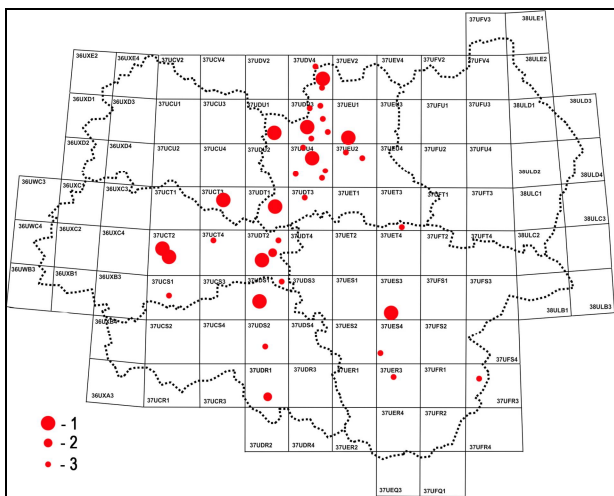 37UFV3 38ULE1
36UXE2 36UXE4 37UCV2 37UCV4 37UDV2 37UDV4 37UEV2 37UEV4 37UFV2 37UFV4 38ULE2
36UXD1 36UXD3 37UCU1 37UCU3 37UDU1 37UEU1 37UFU1 37UFU3 38ULD1 38ULD3
36UXD2 36UXD4 37UCU2 37UCU4 37UDU2 37UEU2 37UFU2 37UFU4 38ULD2 38ULD4
36UWC3 36UXC1 36UXC3 37UCT1 37UCT3 37UDT1 37UDT3 37UET1 37UET3 37UFT1 37UFT3 38ULC1 38ULC3
36UWC4 36UXC2 36UXC4 37UCT2 37UCT4 37UDT2 37UDT4 37UET2 37UET4 37UFT2 37UFT4 38ULC2
36UWB3 36UXB1 36UXB3 37UCS1 37UCS3 37UDS3 37UES1 37UES3 37UFS1 37UFS3 38ULB1 38ULB3
37UCS2 37UCS4 37UDS2 37UDS4 37UES2 37UES4 37UFS2 37UFS4
36UXA3 37UCR1 37UCR3 37UDR1 37UDR3 37UER1 37UER3 37UFR1 37UFR3
37UDR2 37UDR4 37UER2 37UER4 37UFR2 37UFR4
37UEQ3 37UFQ1
- 1
- 2
- 3